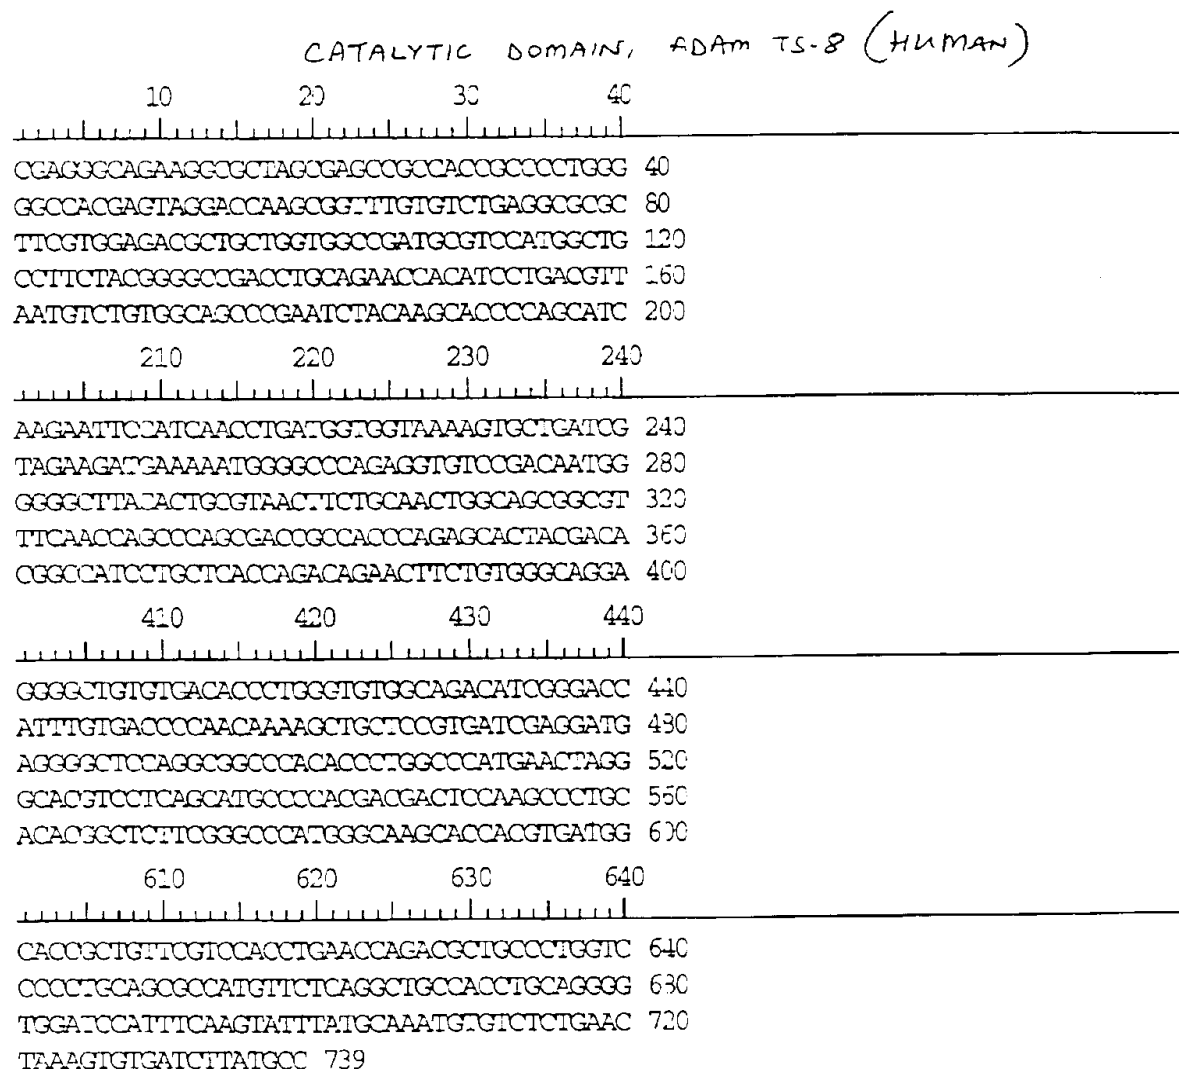 CATALYTIC DOMAIN, ADAM TS-8 (HUMAN)
10 20 30 40
CGAGGGCAGAAGGCGCTAGCGAGCCGCCACCGCCCCTGGG 40
GGCCACGAGTAGGACCAAGCGGTTTGTGTCTGAGGCGCGC 80
TTCGTGGAGACGCTGCTGGTGGCCGATGCGTCCATGGCTG 120
CCTTCTACGGGGCCGACCTGCAGAACCACATCCTGACGTT 160
AATGTCTGTGGCAGCCCGAATCTACAAGCACCCCAGCATC 200
210 220 230 240
AAGAATTCCATCAACCTGATGGTGGTAAAAGTGCTGATCG 240
TAGAAGATGAAAAATGGGGCCCAGAGGTGTCCGACAATGG 280
GGGGCTTACACTGCGTAACTTCTGCAACTGGCAGCGGCGT 320
TTCAACCAGCCCAGCGACCGCCACCCAGAGCACTACGACA 360
CGGCCATCCTGCTCACCAGACAGAACTTCTGTGGGCAGGA 400
410 420 430 440
GGGGCTGTGTGACACCCTGGGTGTGGCAGACATCGGGACC 440
ATTTGTGACCCCAACAAAAGCTGCTCCGTGATCGAGGATG 480
AGGGGCTCCAGGCGGCCCACACCCTGGCCCATGAACTAGG 520
GCACGTCCTCAGCATGCCCCACGACGACTCCAAGCCCTGC 560
ACACGGCTCTTCGGGCCCATGGGCAAGCACCACGTGATGG 600
610 620 630 640
CACCGCTGTTCGTCCACCTGAACCAGACGCTGCCCTGGTC 640
CCCCTGCAGCGCCATGTTCTCAGGCTGCCACCTGCAGGGG 680
TGGATCCATTTCAAGTATTTATGCAAATGTGTCTCTGAAC 720
TAAAGTGTGATCTTATGCC 739